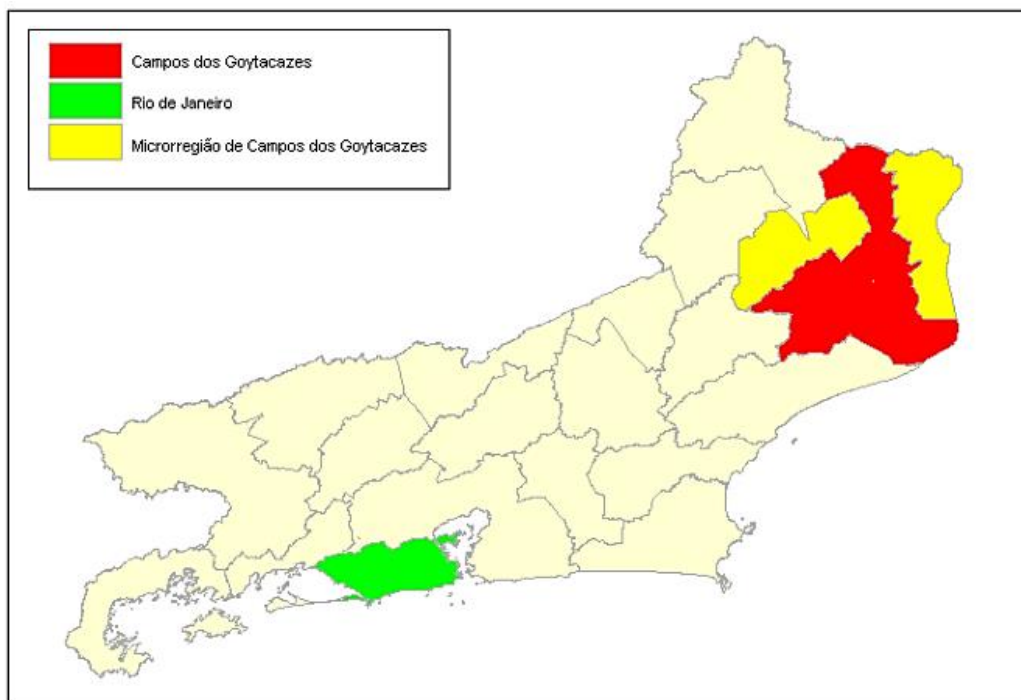 Campos dos Goytacazes
Rio de Janeiro
Microrregião de Campos dos Goytacazes